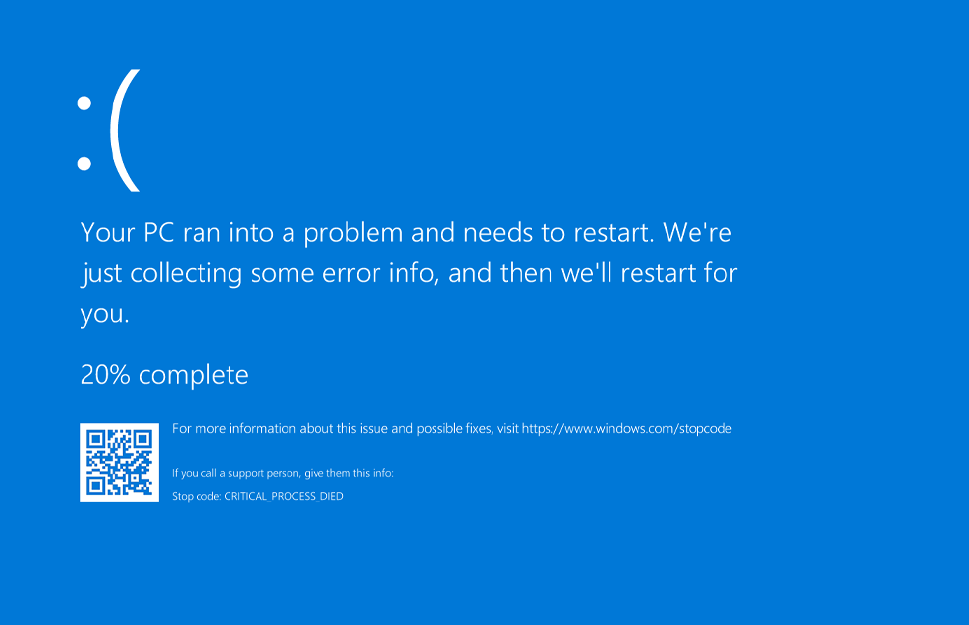 :(
Your PC ran into a problem and needs to restart. We're
just collecting some error info, and then we'll restart for
you.
20% complete
For more information about this issue and possible fixes, visit https://www.windows.com/stopcode
If you call a support person, give them this info:
Stop code: CRITICAL_PROCESS_DIED